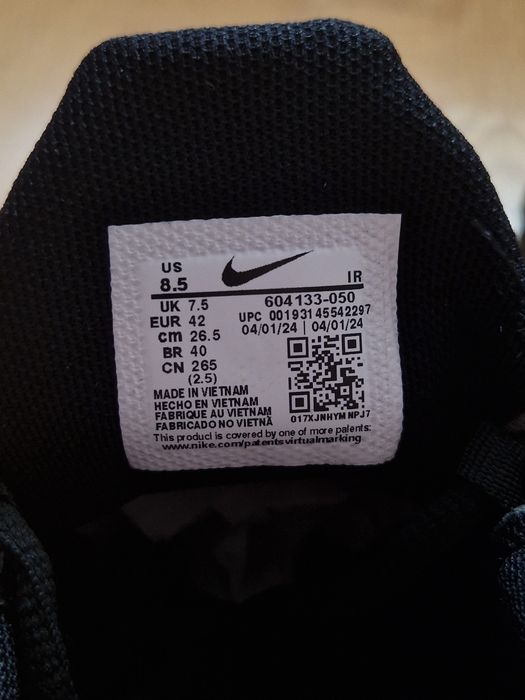 US
8.5
IR
UK 7.5
EUR 42
cm 26.5
BR 40
CN 265
(2.5)
604133-050
UPC 00193145542297
04/01/24 | 04/01/24
017XJNHYMNPJ7
MADE IN VIETNAM
HECHO EN VIETNAM
FABRIQUE AU VIETNAM
FABRICADO NO VIETNÃ
This product is covered by one of more patents:
www.nike.com/patentsvirtualmarking